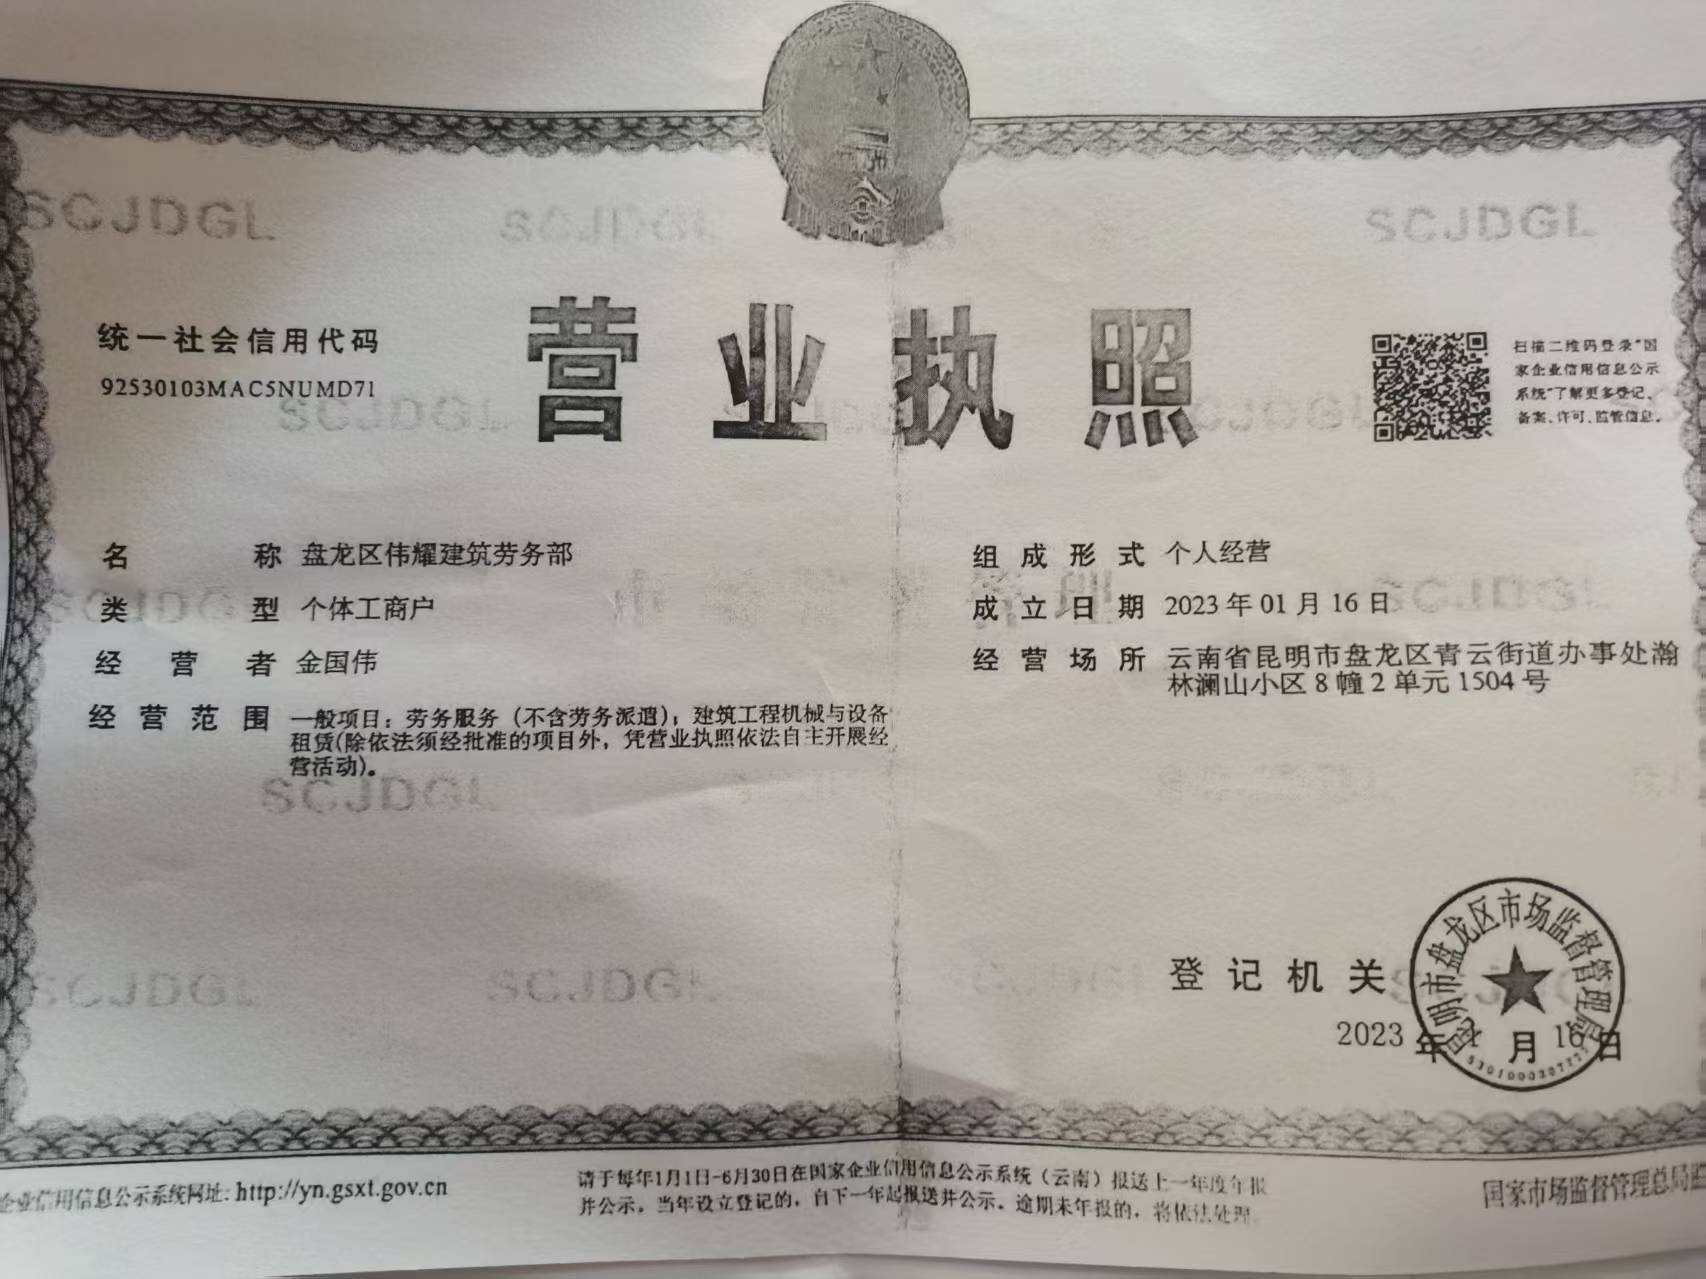 SCJDGL
SCJDGL
SCJDGL
统一社会信用代码
92530103MAC5NUMD71
营业执照
扫描二维码登录“国
家企业信用信息公示
系统”了解更多登记、
备案、许可、监管信息。
SCJDGL
名称 盘龙区伟耀建筑劳务部
类型 个体工商户
经营者 金国伟
经营范围 一般项目：劳务服务（不含劳务派遣）；建筑工程机械与设备
租赁(除依法须经批准的项目外，凭营业执照依法自主开展经
营活动)。
组成形式 个人经营
成立日期 2023年01月16日
经营场所 云南省昆明市盘龙区青云街道办事处瀚
林澜山小区8幢2单元1504号
SCJDGL
SCJDGL
SCJDGL
SCJDGL
SCJDGL
登记机关
昆明市盘龙区市场监督管理局
2023年1月16日
企业信用信息公示系统网址:http://yn.gsxt.gov.cn
请于每年1月1日-6月30日在国家企业信用信息公示系统（云南）报送上一年度年报
并公示，当年设立登记的，自下一年起报送并公示。逾期未年报的，将依法处理。
国家市场监督管理总局监